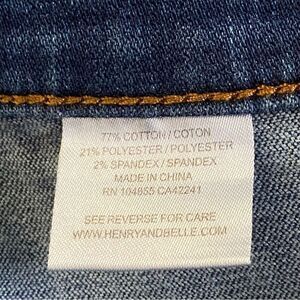 77% COTTON / COTON
21% POLYESTER / POLYESTER
2% SPANDEX / SPANDEX
MADE IN CHINA
RN 104855 CA42241
SEE REVERSE FOR CARE
WWW.HENRYANDBELLE.COM